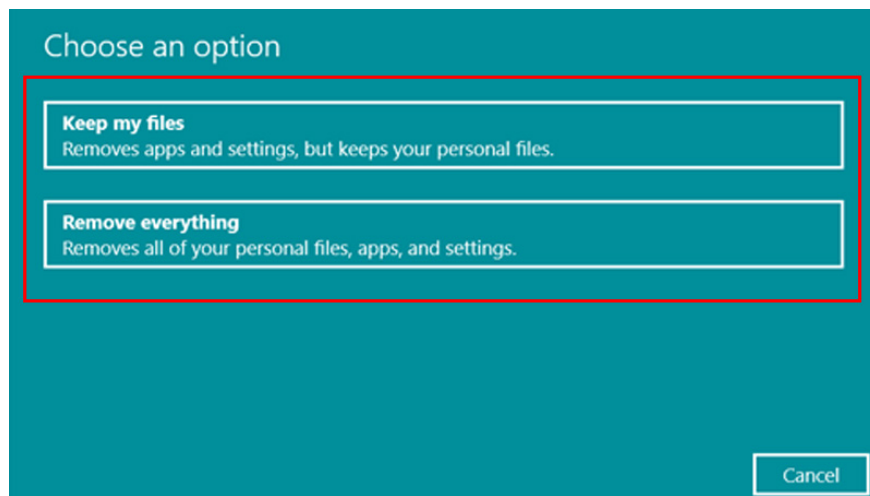 Choose an option
Keep my files
Removes apps and settings, but keeps your personal files.
Remove everything
Removes all of your personal files, apps, and settings.
Cancel